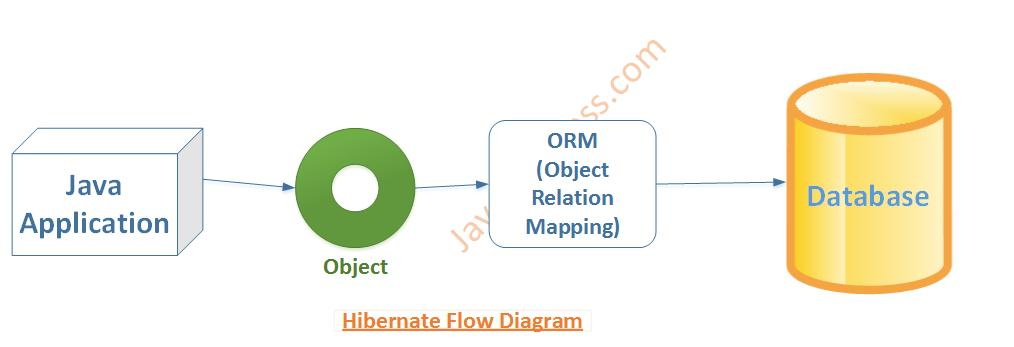 Java
Application
Object
ORM
(Object
Relation
Mapping)
Database
Hibernate Flow Diagram